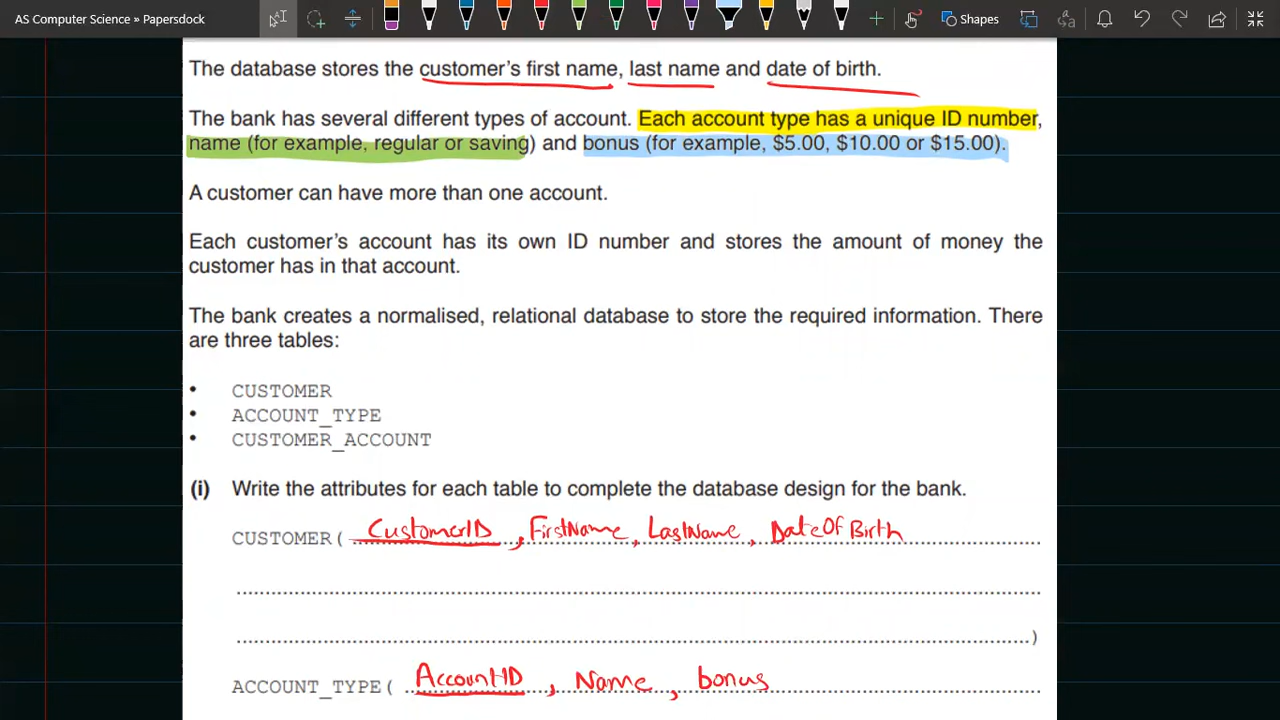 AS Computer Science » Papersdock
Shapes
The database stores the customer's first name, last name and date of birth.
The bank has several different types of account. Each account type has a unique ID number,
name (for example, regular or saving) and bonus (for example, $5.00, $10.00 or $15.00).
A customer can have more than one account.
Each customer's account has its own ID number and stores the amount of money the
customer has in that account.
The bank creates a normalised, relational database to store the required information. There
are three tables:
• CUSTOMER
• ACCOUNT_TYPE
• CUSTOMER_ACCOUNT
(i) Write the attributes for each table to complete the database design for the bank.
CUSTOMER( CustomerID , FirstName, LastName, DateOfBirth
)
ACCOUNT_TYPE( AccountID , Name , bonus